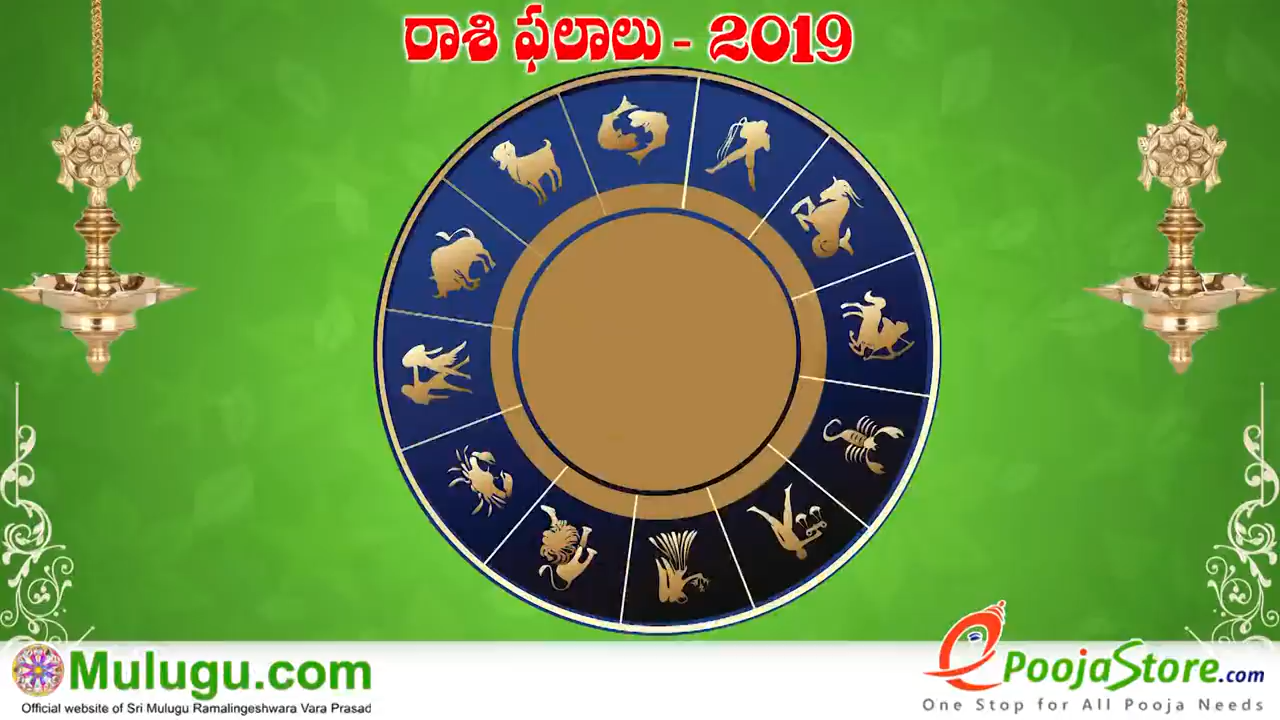 రాశి ఫలాలు - 2019
Mulugu.com
Official website of Sri Mulugu Ramalingeshwara Vara Prasad
ePoojaStore.com
One Stop for All Pooja Needs